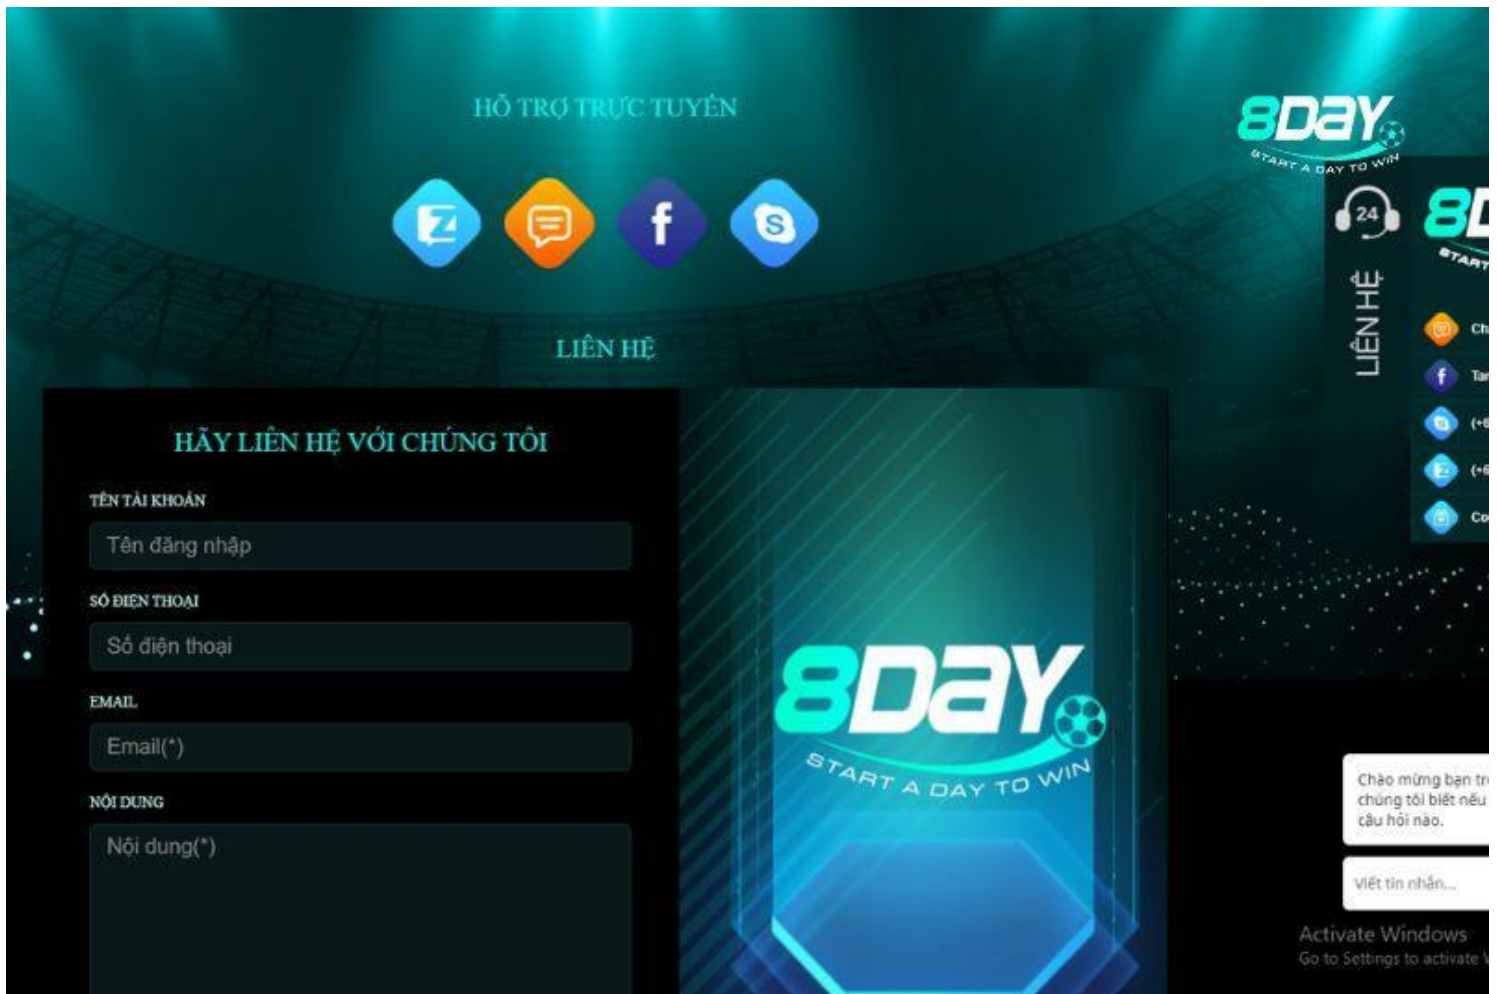 HỖ TRỢ TRỰC TUYẾN
8DAY
START A DAY TO WIN
24
LIÊN HỆ
START
LIÊN HỆ
HÃY LIÊN HỆ VỚI CHÚNG TÔI
TÊN TÀI KHOẢN
Tên đăng nhập
SỐ ĐIỆN THOẠI
Số điện thoại
EMAIL
Email(*)
NỘI DUNG
Nội dung(*)
8DAY
START A DAY TO WIN
(+6
(+6
Chào mừng bạn
chúng tôi biết nếu
câu hỏi nào.
Viết tin nhắn...
Activate Windows
Go to Settings to activate